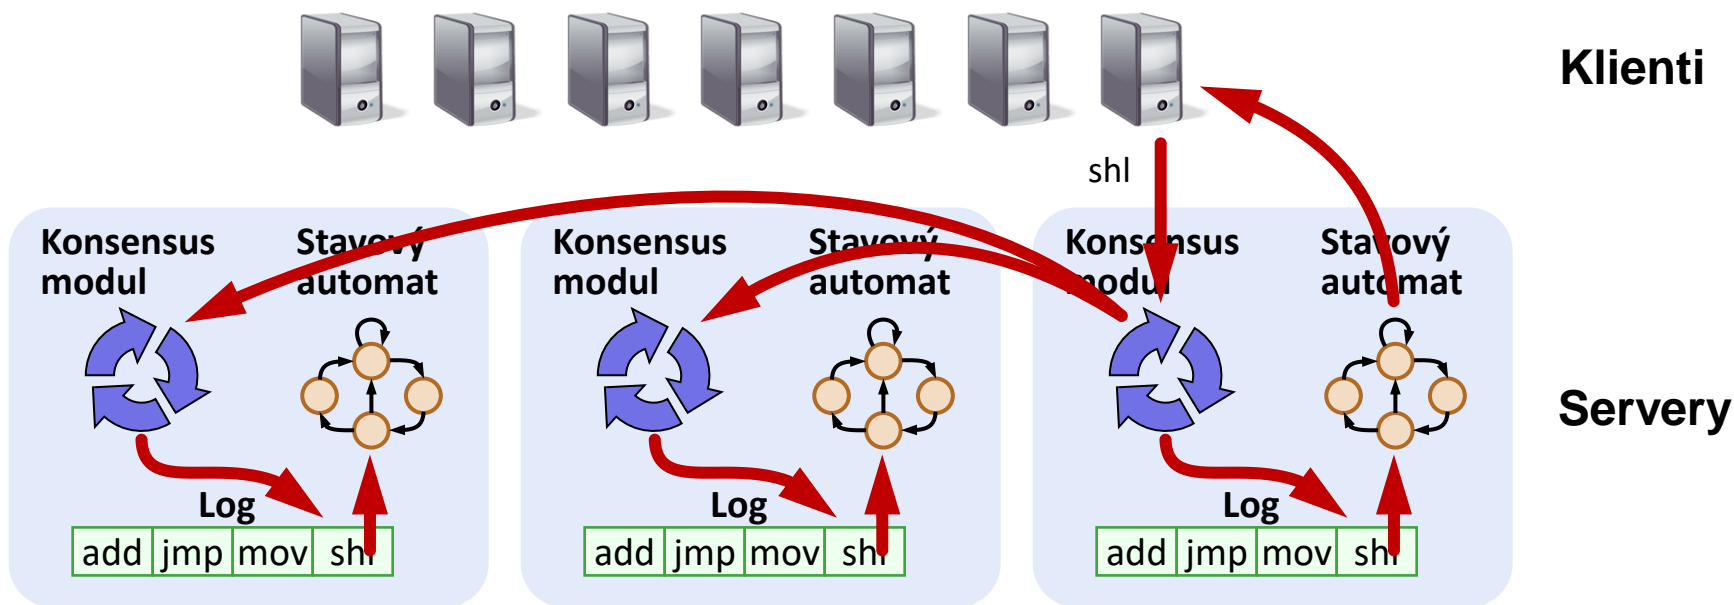 Klienti
shl
Konsensus modul
Stavový automat
Konsensus modul
Stavový automat
Konsensus modul
Stavový automat
Servery
Log
Log
Log
add jmp mov shl
add jmp mov shl
add jmp mov shl